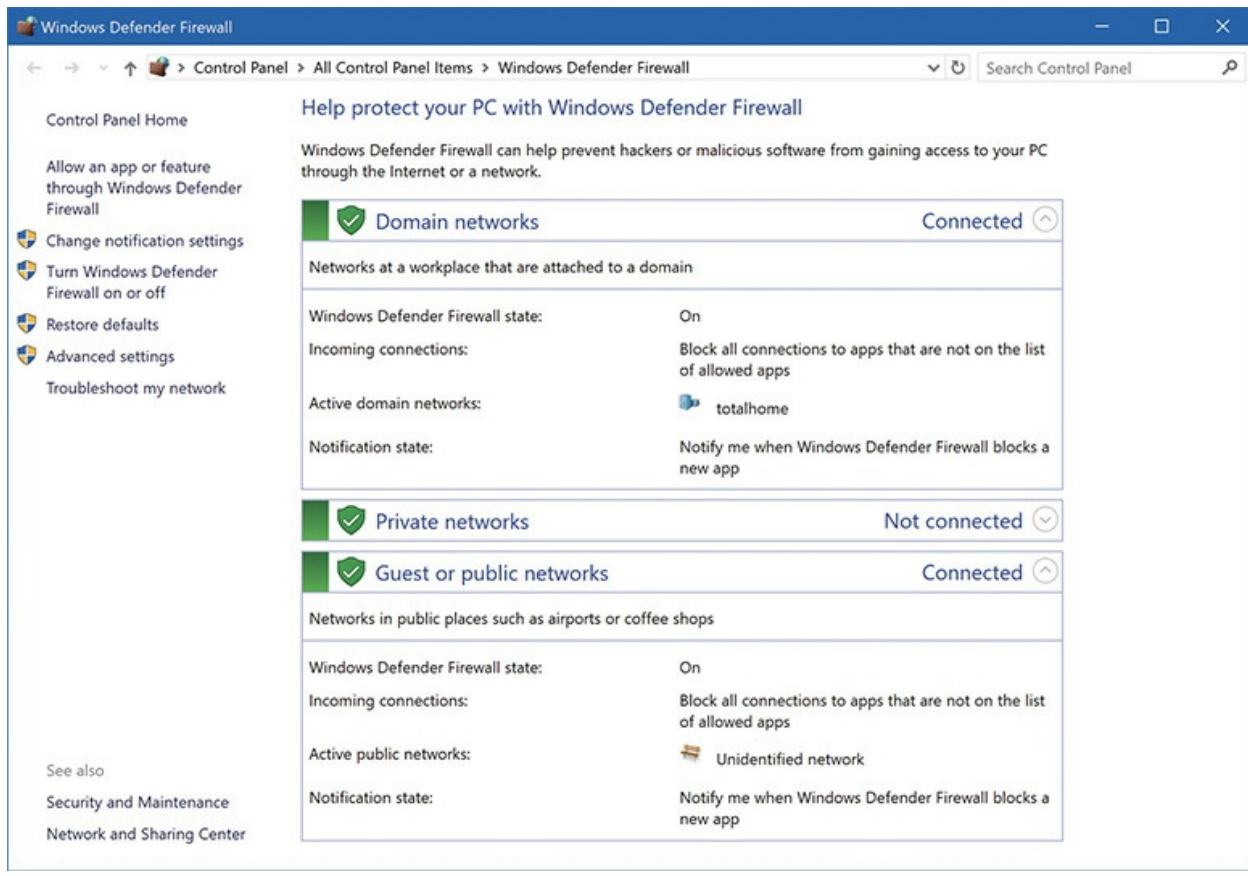 Windows Defender Firewall
Control Panel > All Control Panel Items > Windows Defender Firewall
Search Control Panel
Control Panel Home
Allow an app or feature
through Windows Defender
Firewall
Change notification settings
Turn Windows Defender
Firewall on or off
Restore defaults
Advanced settings
Troubleshoot my network
See also
Security and Maintenance
Network and Sharing Center
Help protect your PC with Windows Defender Firewall
Windows Defender Firewall can help prevent hackers or malicious software from gaining access to your PC
through the Internet or a network.
Domain networks Connected
Networks at a workplace that are attached to a domain
Windows Defender Firewall state: On
Incoming connections: Block all connections to apps that are not on the list
of allowed apps
Active domain networks: totalhome
Notification state: Notify me when Windows Defender Firewall blocks a
new app
Private networks Not connected
Guest or public networks Connected
Networks in public places such as airports or coffee shops
Windows Defender Firewall state: On
Incoming connections: Block all connections to apps that are not on the list
of allowed apps
Active public networks: Unidentified network
Notification state: Notify me when Windows Defender Firewall blocks a
new app